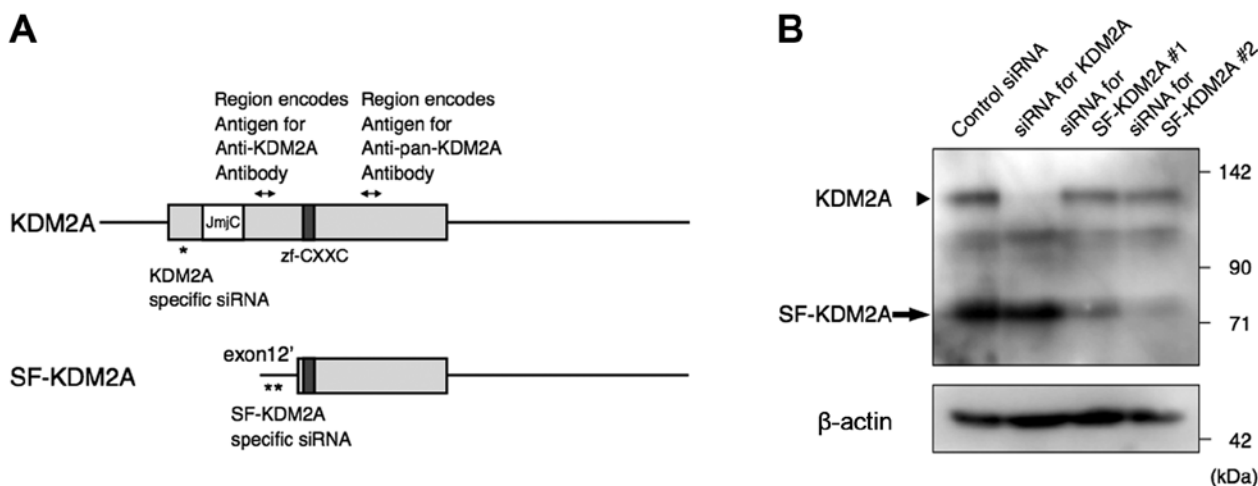 A
Region encodes
Antigen for
Anti-KDM2A
Antibody
Region encodes
Antigen for
Anti-pan-KDM2A
Antibody
KDM2A
JmjC
*
zf-CXXC
KDM2A
specific siRNA
exon12'
SF-KDM2A
**
SF-KDM2A
specific siRNA
B
Control siRNA
siRNA for KDM2A
siRNA for
SF-KDM2A #1
siRNA for
SF-KDM2A #2
142
KDM2A
90
SF-KDM2A
71
β-actin
42
(kDa)